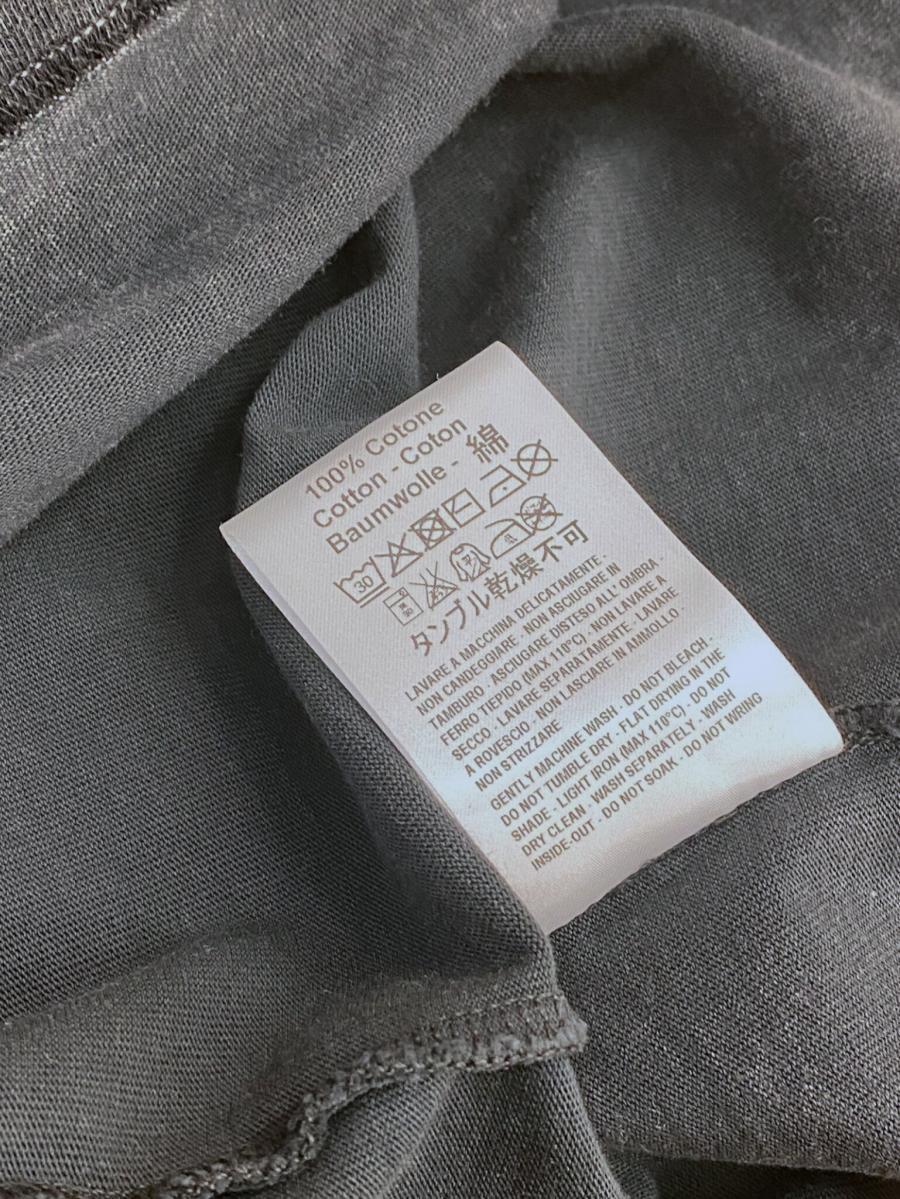 100% Cotone
Cotton - Coton
Baumwolle - 綿
30
タンブル乾燥不可
LAVARE A MACCHINA DELICATAMENTE -
NON CANDEGGIARE - NON ASCIUGARE IN
TAMBURO - ASCIUGARE DISTESO ALL' OMBRA -
FERRO TIEPIDO (MAX 110°C) - NON LAVARE A
SECCO - LAVARE SEPARATAMENTE - LAVARE
A ROVESCIO - NON LASCIARE IN AMMOLLO -
NON STRIZZARE
GENTLY MACHINE WASH - DO NOT BLEACH -
DO NOT TUMBLE DRY - FLAT DRYING IN THE
SHADE - LIGHT IRON (MAX 110°C) - DO NOT
DRY CLEAN - WASH SEPARATELY - WASH
INSIDE-OUT - DO NOT SOAK - DO NOT WRING